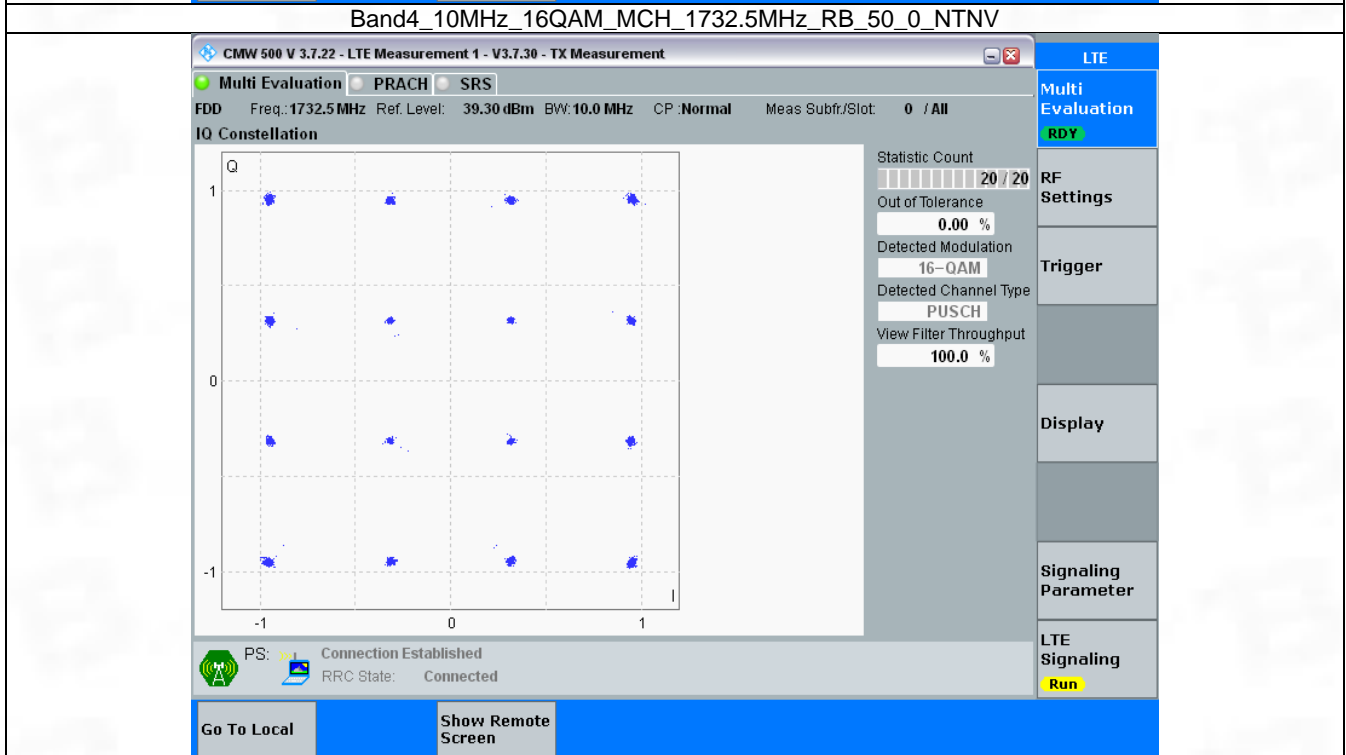 Band4_10MHz_16QAM_MCH_1732.5MHz_RB_50_0_NTNV
CMW 500 V 3.7.22 - LTE Measurement 1 - V3.7.30 - TX Measurement
LTE
Multi Evaluation PRACH SRS
Multi
Evaluation
RDY
FDD Freq.: 1732.5 MHz Ref. Level: 39.30 dBm BW: 10.0 MHz CP : Normal Meas Subfr./Slot: 0 / All
IQ Constellation
Q
1
0
-1
-1 0 1
I
Statistic Count
20 / 20
Out of Tolerance
0.00 %
Detected Modulation
16-QAM
Detected Channel Type
PUSCH
View Filter Throughput
100.0 %
RF
Settings
Trigger
Display
Signaling
Parameter
LTE
Signaling
Run
PS: Connection Established
RRC State: Connected
Go To Local
Show Remote
Screen